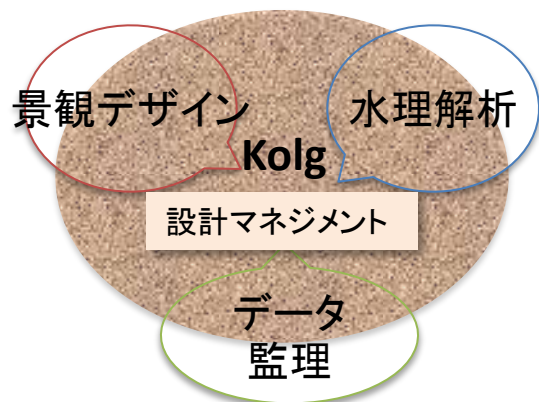 景観デザイン
水理解析
Kolg
設計マネジメント
データ
監理